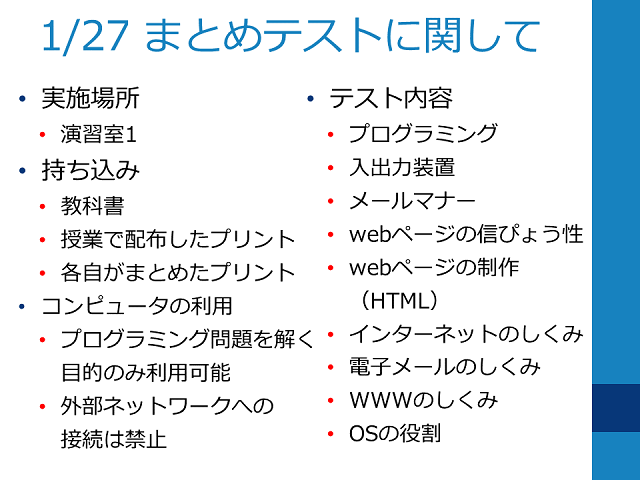 1/27 まとめテストに関して
• 実施場所
• 演習室1
• 持ち込み
• 教科書
• 授業で配布したプリント
• 各自がまとめたプリント
• コンピュータの利用
• プログラミング問題を解く
目的のみ利用可能
• 外部ネットワークへの
接続は禁止
• テスト内容
• プログラミング
• 入出力装置
• メールマナー
• webページの信ぴょう性
• webページの制作
（HTML）
• インターネットのしくみ
• 電子メールのしくみ
• WWWのしくみ
• OSの役割